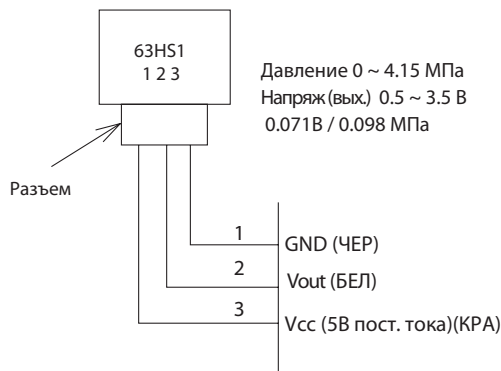 63HS1
1 2 3
Давление 0 ~ 4.15 МПа
Напряж (вых.) 0.5 ~ 3.5 В
0.071В / 0.098 МПа
Разъем
1
GND (ЧЕР)
2
Vout (БЕЛ)
3
Vcc (5В пост. тока)(КРА)